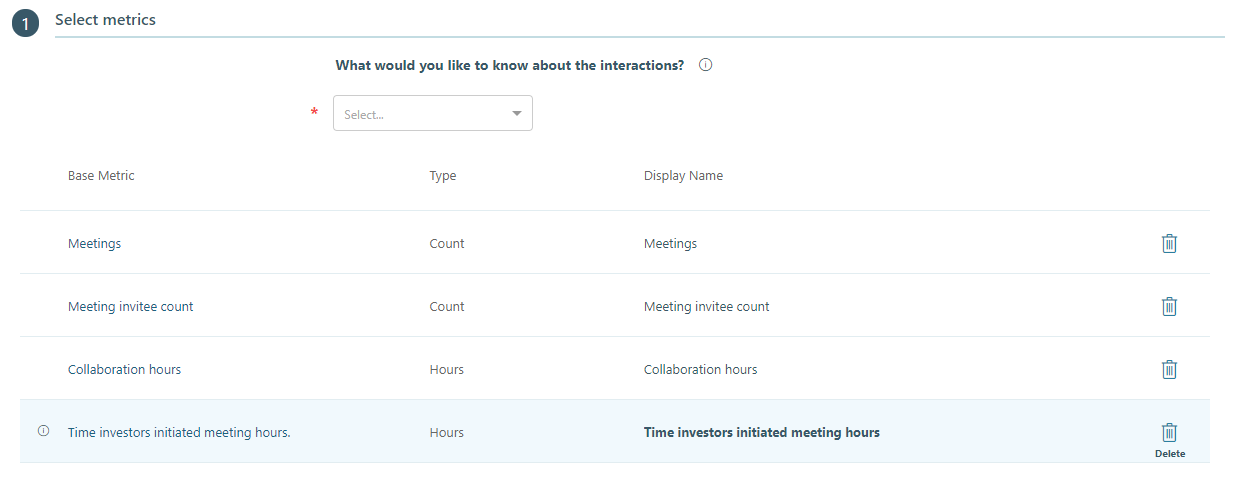 1 Select metrics
What would you like to know about the interactions?
* Select...
Base Metric Type Display Name
Meetings Count Meetings
Meeting invitee count Count Meeting invitee count
Collaboration hours Hours Collaboration hours
Time investors initiated meeting hours. Hours Time investors initiated meeting hours
Delete